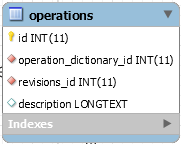 operations
id INT(11)
operation_dictionary_id INT(11)
revisions_id INT(11)
description LONGTEXT
Indexes